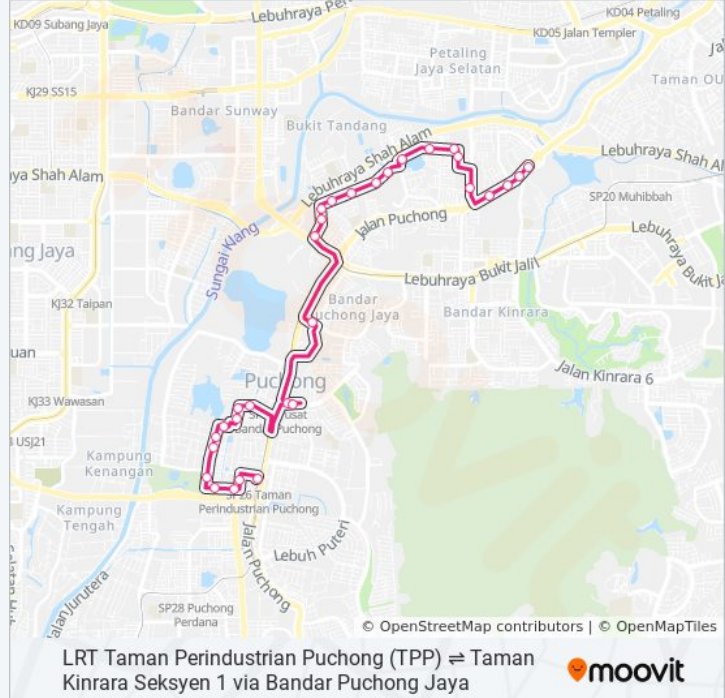 KD09 Subang Jaya
Lebuhraya Per
KD04 Petaling
KD05 Jalan Templer
Ja
Petaling
Jaya Selatan
Taman OU
KJ29 SS15
Bandar Sunway
Bukit Tandang
Lebuhraya Shah Alam
Lebuhraya Shah Al
ya Shah Alam
SP20 Muhibbah
Jalan Puchong
Sungai Klang
ng Jaya
Lebuhraya Bukit Jalil
Lebuhraya
Bukit Ja
KJ32 Taipan
Bandar
Puchong Jaya
Bandar Kinrara
uan
Jalan Kinrara 6
Puchong
KJ33 Wasawan
USJ21
Pusat
Bandar Puchong
Kampung
Kenangan
SP26 Taman
Perindustrian Puchong
Kampung
Tengah
Jalan Puchong
Lebuh Puteri
Jalan Jurutera
SP28 Puchong
Perdana
© OpenStreetMap contributors | © OpenMapTiles
LRT Taman Perindustrian Puchong (TPP) ⇌ Taman
Kinrara Seksyen 1 via Bandar Puchong Jaya
moovit